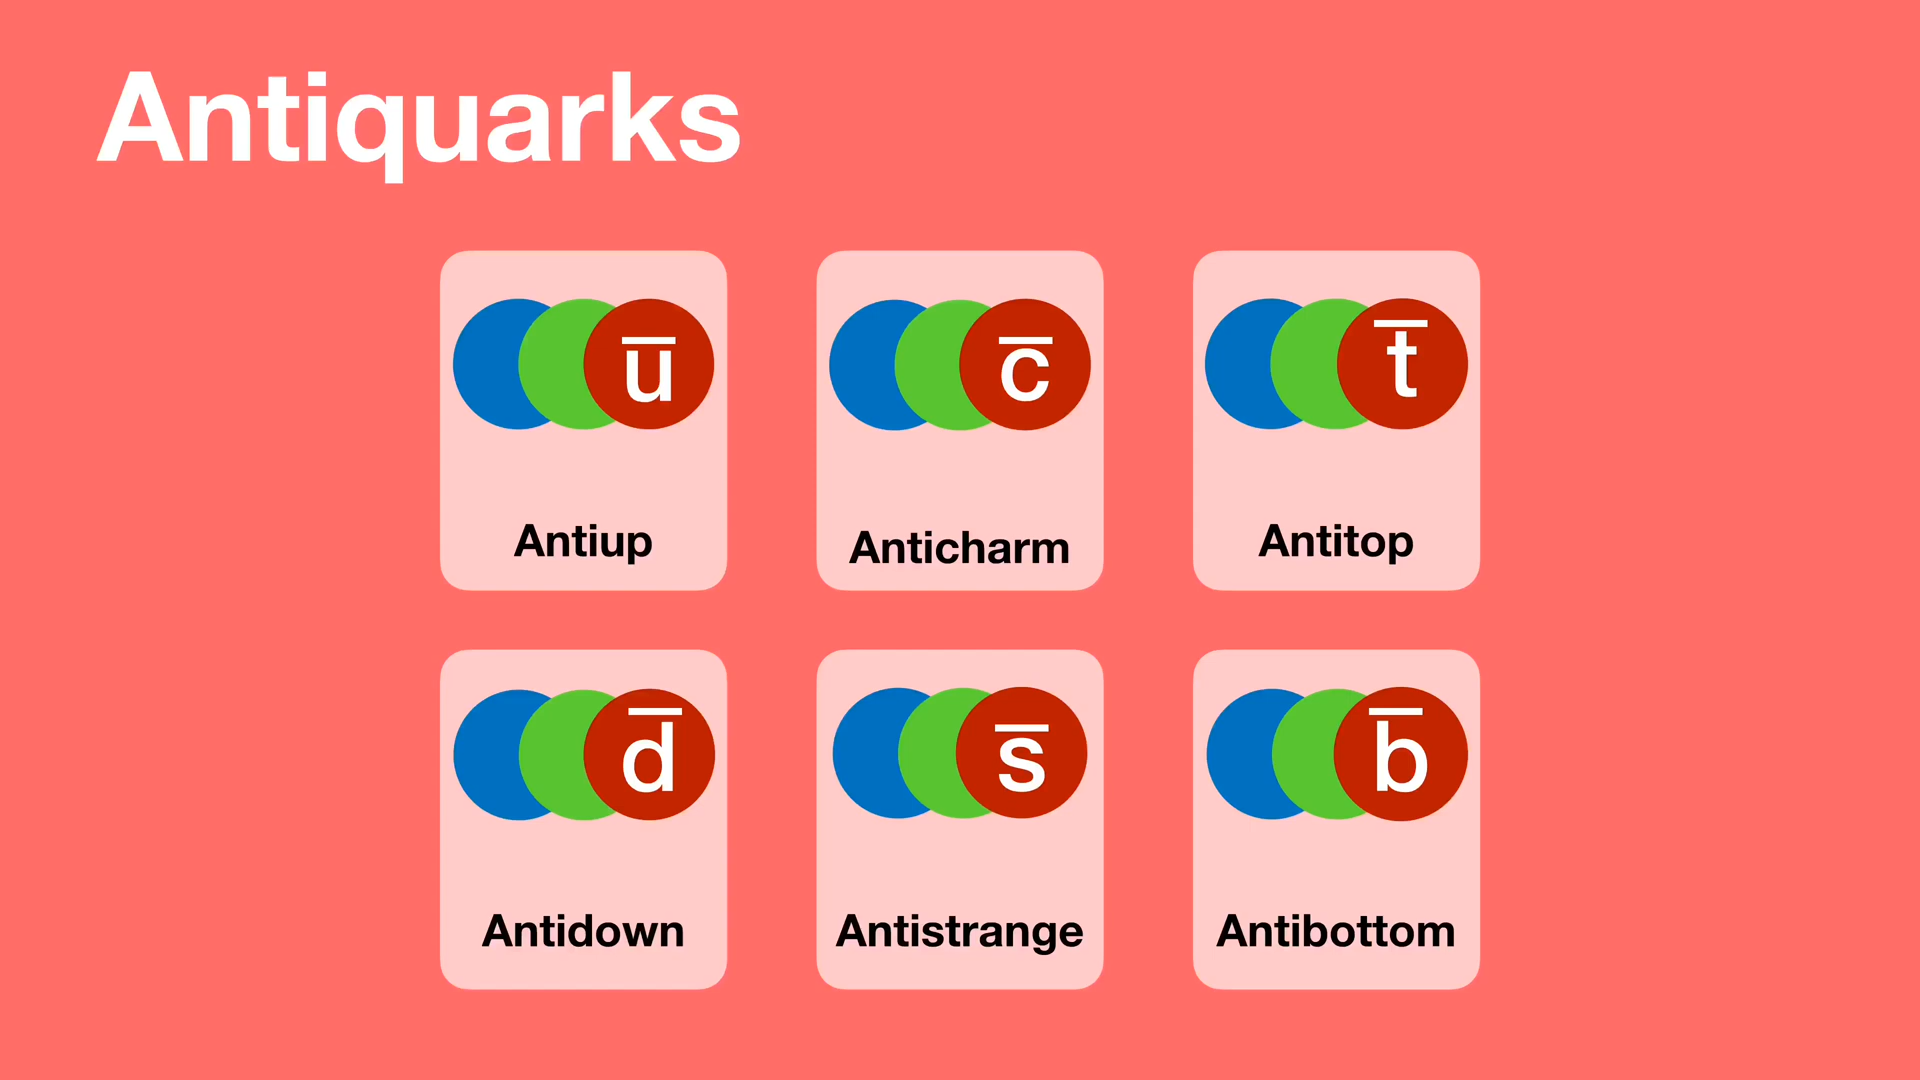 Antiquarks
u̅
c̅
t̅
Antiup
Anticharm
Antitop
d̅
s̅
b̅
Antidown
Antistrange
Antibottom